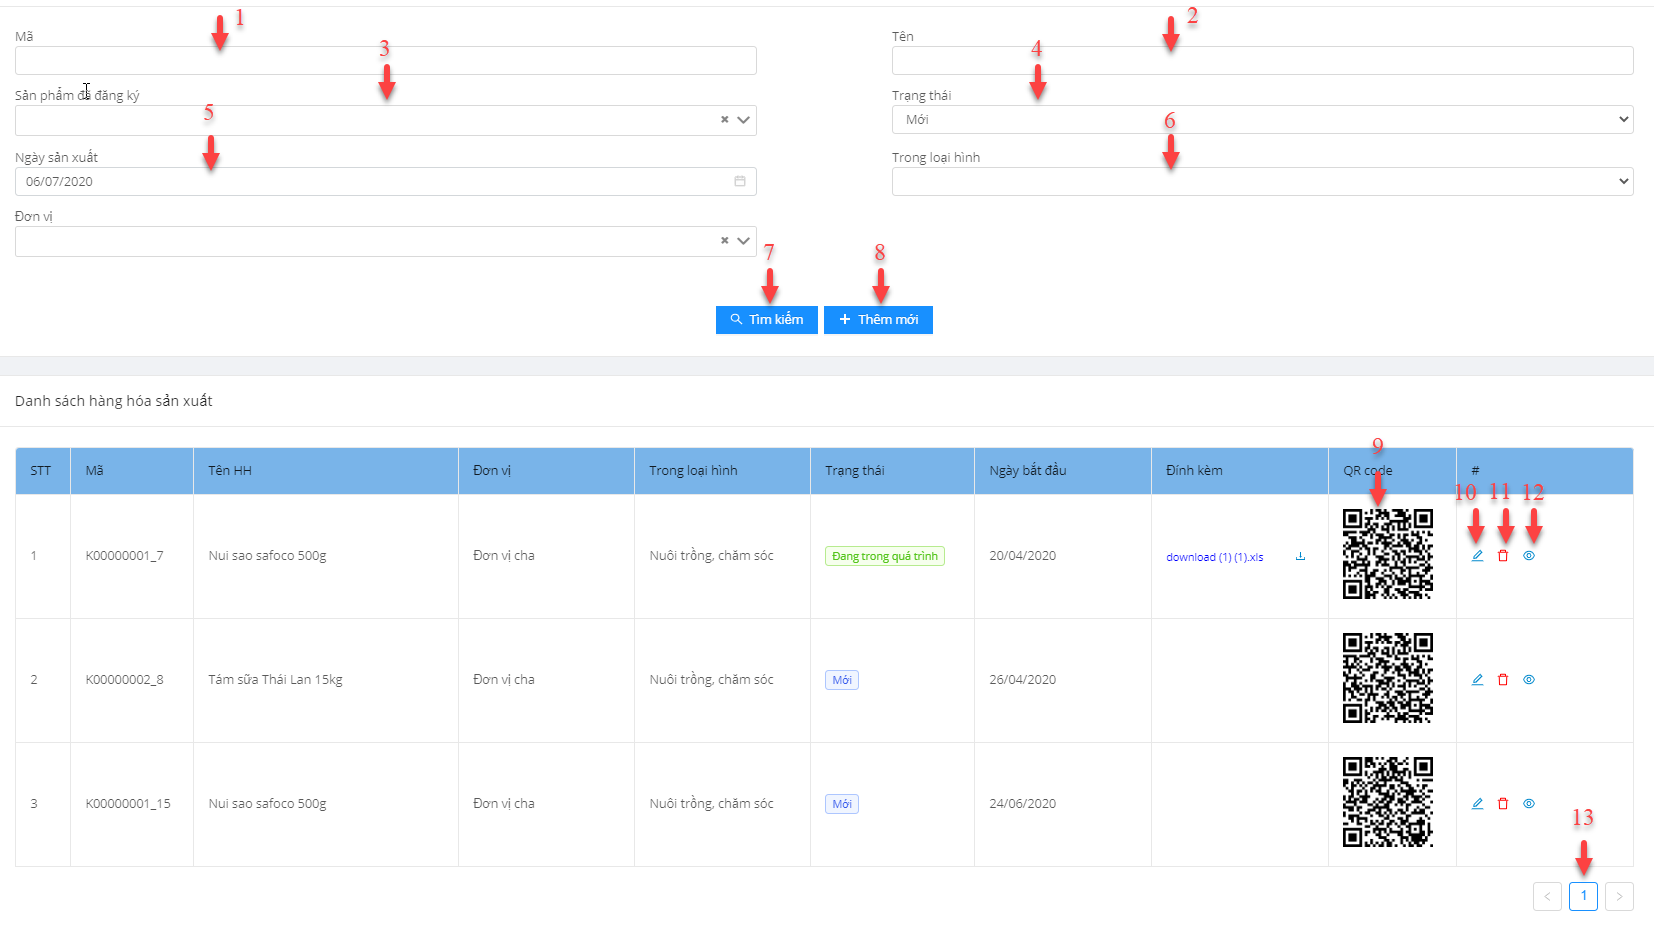 1
2
Mã
Tên
3
4
Sản phẩm đã đăng ký
Trạng thái
5
6
Mới
Ngày sản xuất
Trong loại hình
06/07/2020
Đơn vị
7
8
Tìm kiếm
Thêm mới
Danh sách hàng hóa sản xuất
9
STT Mã Tên HH Đơn vị Trong loại hình Trạng thái Ngày bắt đầu Đính kèm QR code #
10 11 12
1 K00000001_7 Nui sao safoco 500g Đơn vị cha Nuôi trồng, chăm sóc Đang trong quá trình 20/04/2020 download (1) (1).xls
2 K00000002_8 Tám sữa Thái Lan 15kg Đơn vị cha Nuôi trồng, chăm sóc Mới 26/04/2020
3 K00000001_15 Nui sao safoco 500g Đơn vị cha Nuôi trồng, chăm sóc Mới 24/06/2020
13
< 1 >